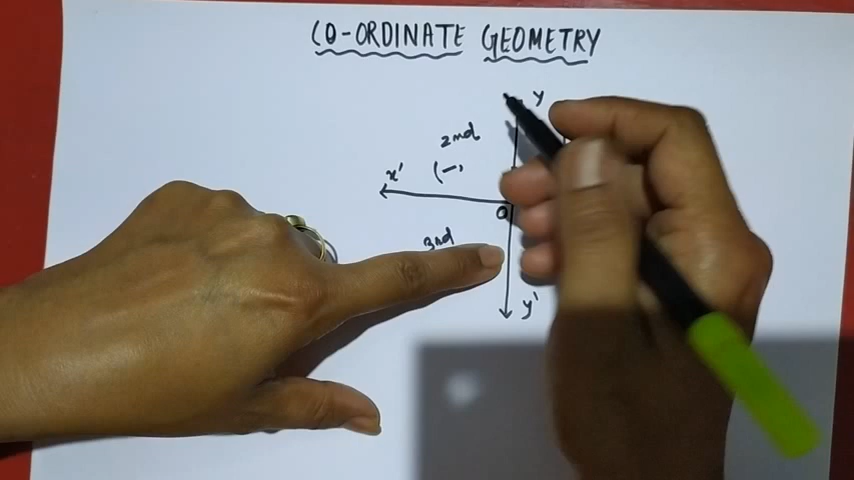 CO-ORDINATE GEOMETRY
y
2nd
x' (-,
O
3rd
y'